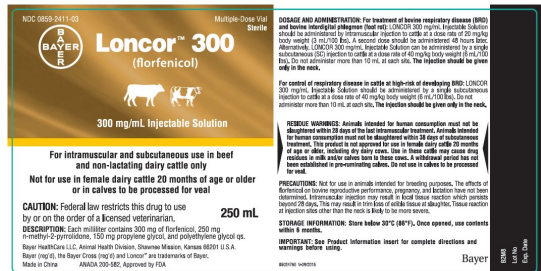 NDC 0859-2411-03
Multiple-Dose Vial
Sterile
BAYER
BAYER
Loncor™ 300
(florfenicol)
300 mg/mL Injectable Solution
For intramuscular and subcutaneous use in beef
and non-lactating dairy cattle only
Not for use in female dairy cattle 20 months of age or older
or in calves to be processed for veal
CAUTION: Federal law restricts this drug to use
by or on the order of a licensed veterinarian.
250 mL
DESCRIPTION: Each milliliter contains 300 mg of florfenicol, 250 mg
n-methyl-2-pyrrolidone, 150 mg propylene glycol, and polyethylene glycol qs.
Bayer HealthCare LLC, Animal Health Division, Shawnee Mission, Kansas 66201 U.S.A.
Bayer (reg'd), the Bayer Cross (reg'd) and Loncor™ are trademarks of Bayer.
Made in China ANADA 200-582, Approved by FDA
DOSAGE AND ADMINISTRATION: For treatment of bovine respiratory disease (BRD)
and bovine interdigital phlegmon (foot rot): LONCOR 300 mg/mL Injectable Solution
should be administered by intramuscular injection to cattle at a dose rate of 20 mg/kg
body weight (3 mL/100 lbs). A second dose should be administered 48 hours later.
Alternatively, LONCOR 300 mg/mL Injectable Solution can be administered by a single
subcutaneous (SC) injection to cattle at a dose rate of 40 mg/kg body weight (6 mL/100
lbs). Do not administer more than 10 mL at each site. The injection should be given
only in the neck.
For control of respiratory disease in cattle at high-risk of developing BRD: LONCOR
300 mg/mL Injectable Solution should be administered by a single subcutaneous
injection to cattle at a dose rate of 40 mg/kg body weight (6 mL/100 lbs). Do not
administer more than 10 mL at each site. The injection should be given only in the neck.
RESIDUE WARNINGS: Animals intended for human consumption must not be
slaughtered within 28 days of the last intramuscular treatment. Animals intended
for human consumption must not be slaughtered within 38 days of subcutaneous
treatment. This product is not approved for use in female dairy cattle 20 months
of age or older, including dry dairy cows. Use in these cattle may cause drug
residues in milk and/or calves born to these cows. A withdrawal period has not
been established in pre-ruminating calves. Do not use in calves to be processed
for veal.
PRECAUTIONS: Not for use in animals intended for breeding purposes. The effects of
florfenicol on bovine reproductive performance, pregnancy, and lactation have not been
determined. Intramuscular injection may result in local tissue reaction which persists
beyond 28 days. This may result in trim loss of edible tissue at slaughter. Tissue reaction
at injection sites other than the neck is likely to be more severe.
STORAGE INFORMATION: Store below 30°C (86°F). Once opened, use contents
within 6 months.
IMPORTANT: See Product Information insert for complete directions and
warnings before using.
Bayer
Lot No
Exp. Date